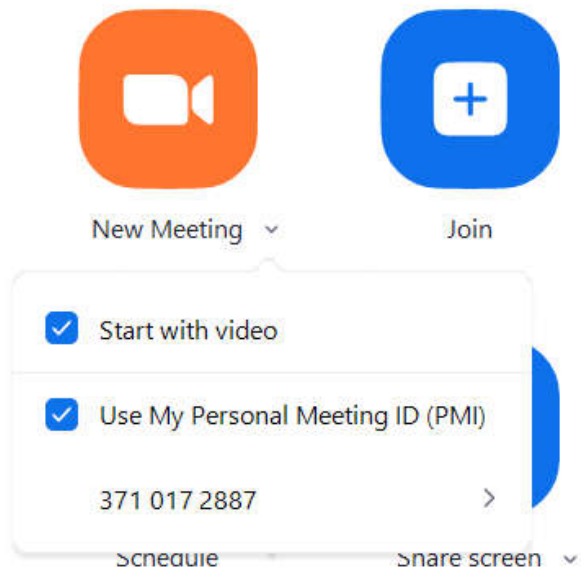 New Meeting
Join
Start with video
Use My Personal Meeting ID (PMI)
371 017 2887
Schedule
Share screen